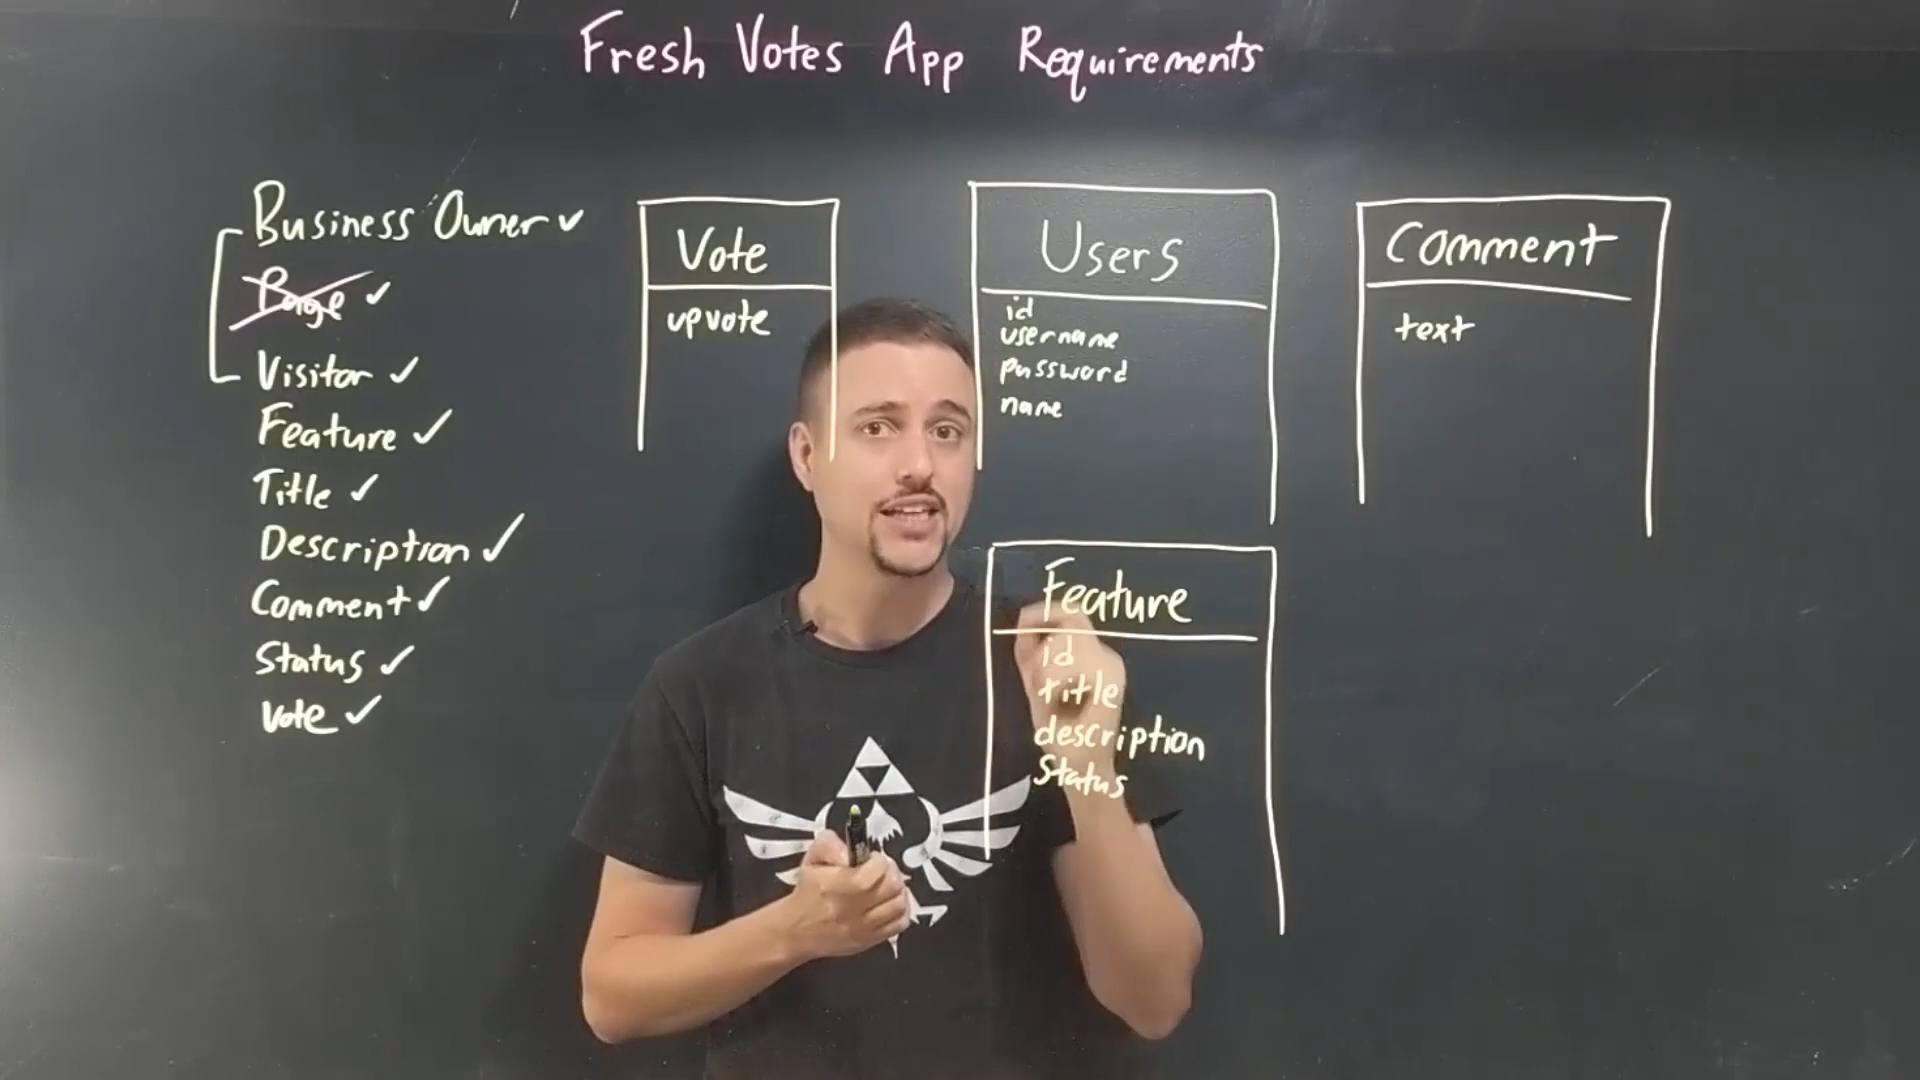 Fresh Votes App Requirements
Business Owner ✓
Page ✓
Visitor ✓
Feature ✓
Title ✓
Description ✓
Comment ✓
Status ✓
vote ✓
Vote
upvote
Users
id
username
password
name
Comment
text
Feature
id
title
description
Status